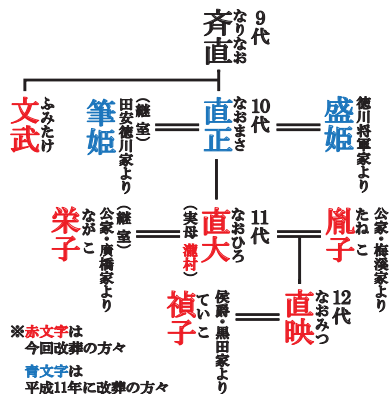 9代
斉直
なりなお
文武
ふみたけ
筆姫
田安徳川家より
(継室)
直正
なおまさ
10代
盛姫
徳川将軍家より
栄子
ながこ
公家・廣橋家より
(継室)
(実母 瀧村)
直大
なおひろ
11代
胤子
たねこ
公家・梅溪家より
禎子
ていこ
侯爵・黒田家より
直映
なおみつ
12代
※赤文字は
今回改葬の方々
青文字は
平成11年に改葬の方々